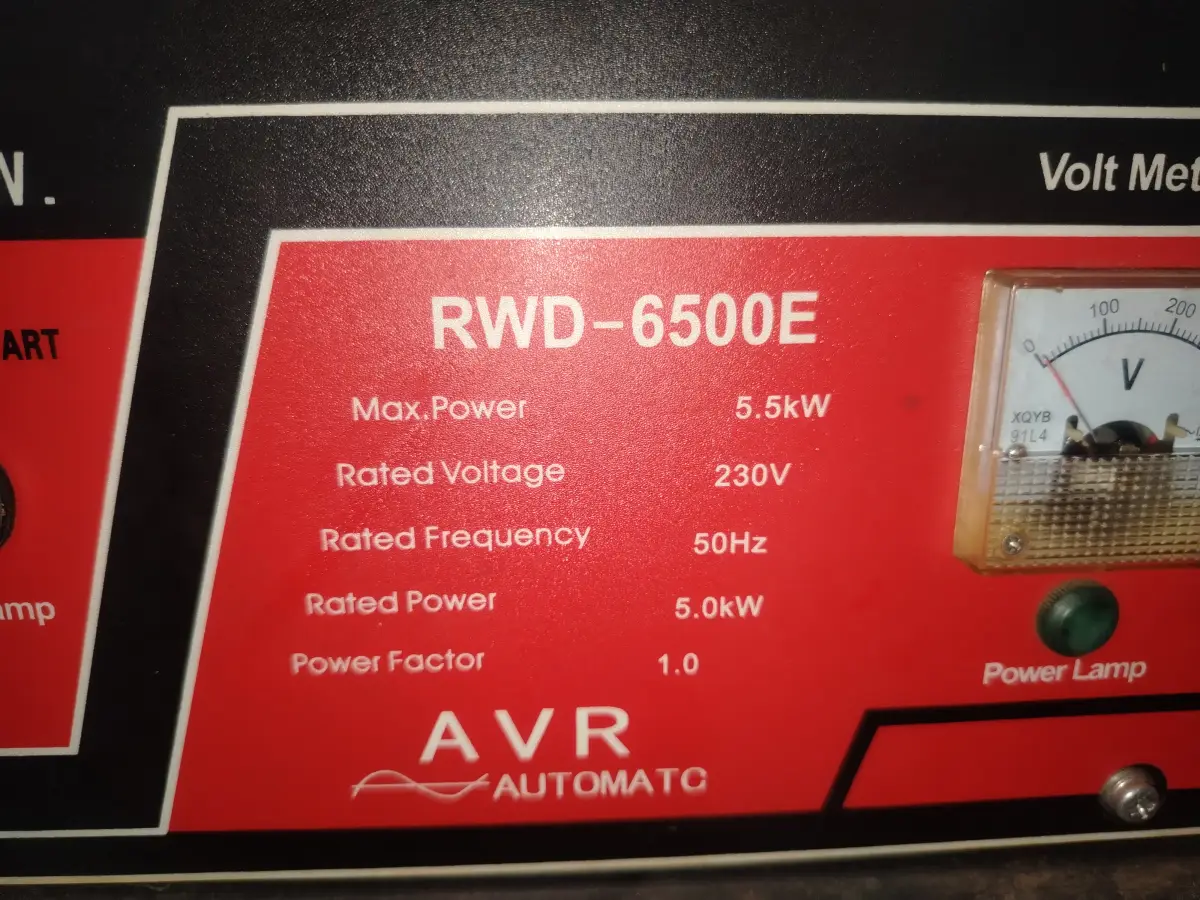 N.
Volt Met
ART
RWD-6500E
Max.Power 5.5kW
Rated Voltage 230V
Rated Frequency 50Hz
Rated Power 5.0kW
Power Factor 1.0
AVR
AUTOMATC
0 100 200
V
XQYB
91L4
Power Lamp
amp